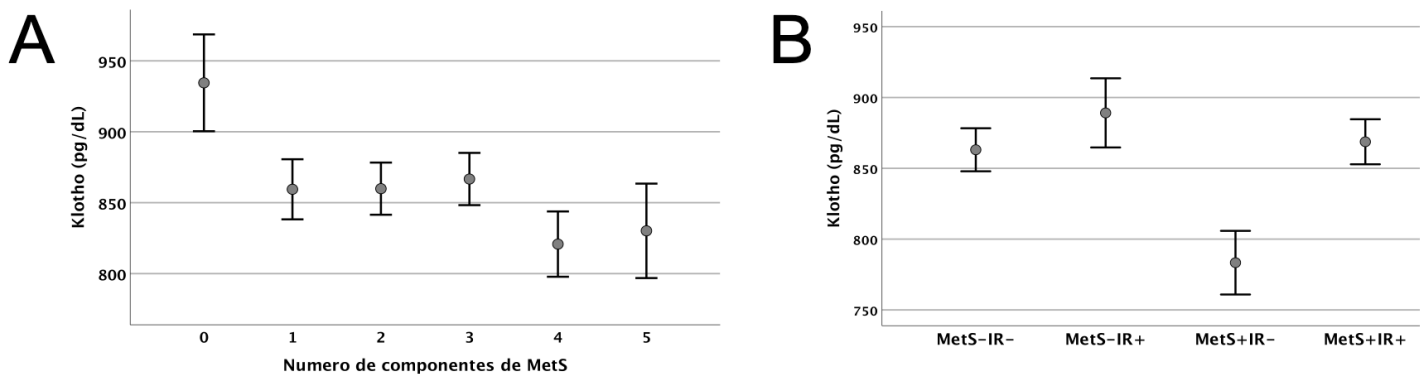 A
Klotho (pg/dL)
950
900
850
800
0 1 2 3 4 5
Numero de componentes de MetS
B
Klotho (pg/dL)
950
900
850
800
750
MetS-IR- MetS-IR+ MetS+IR- MetS+IR+